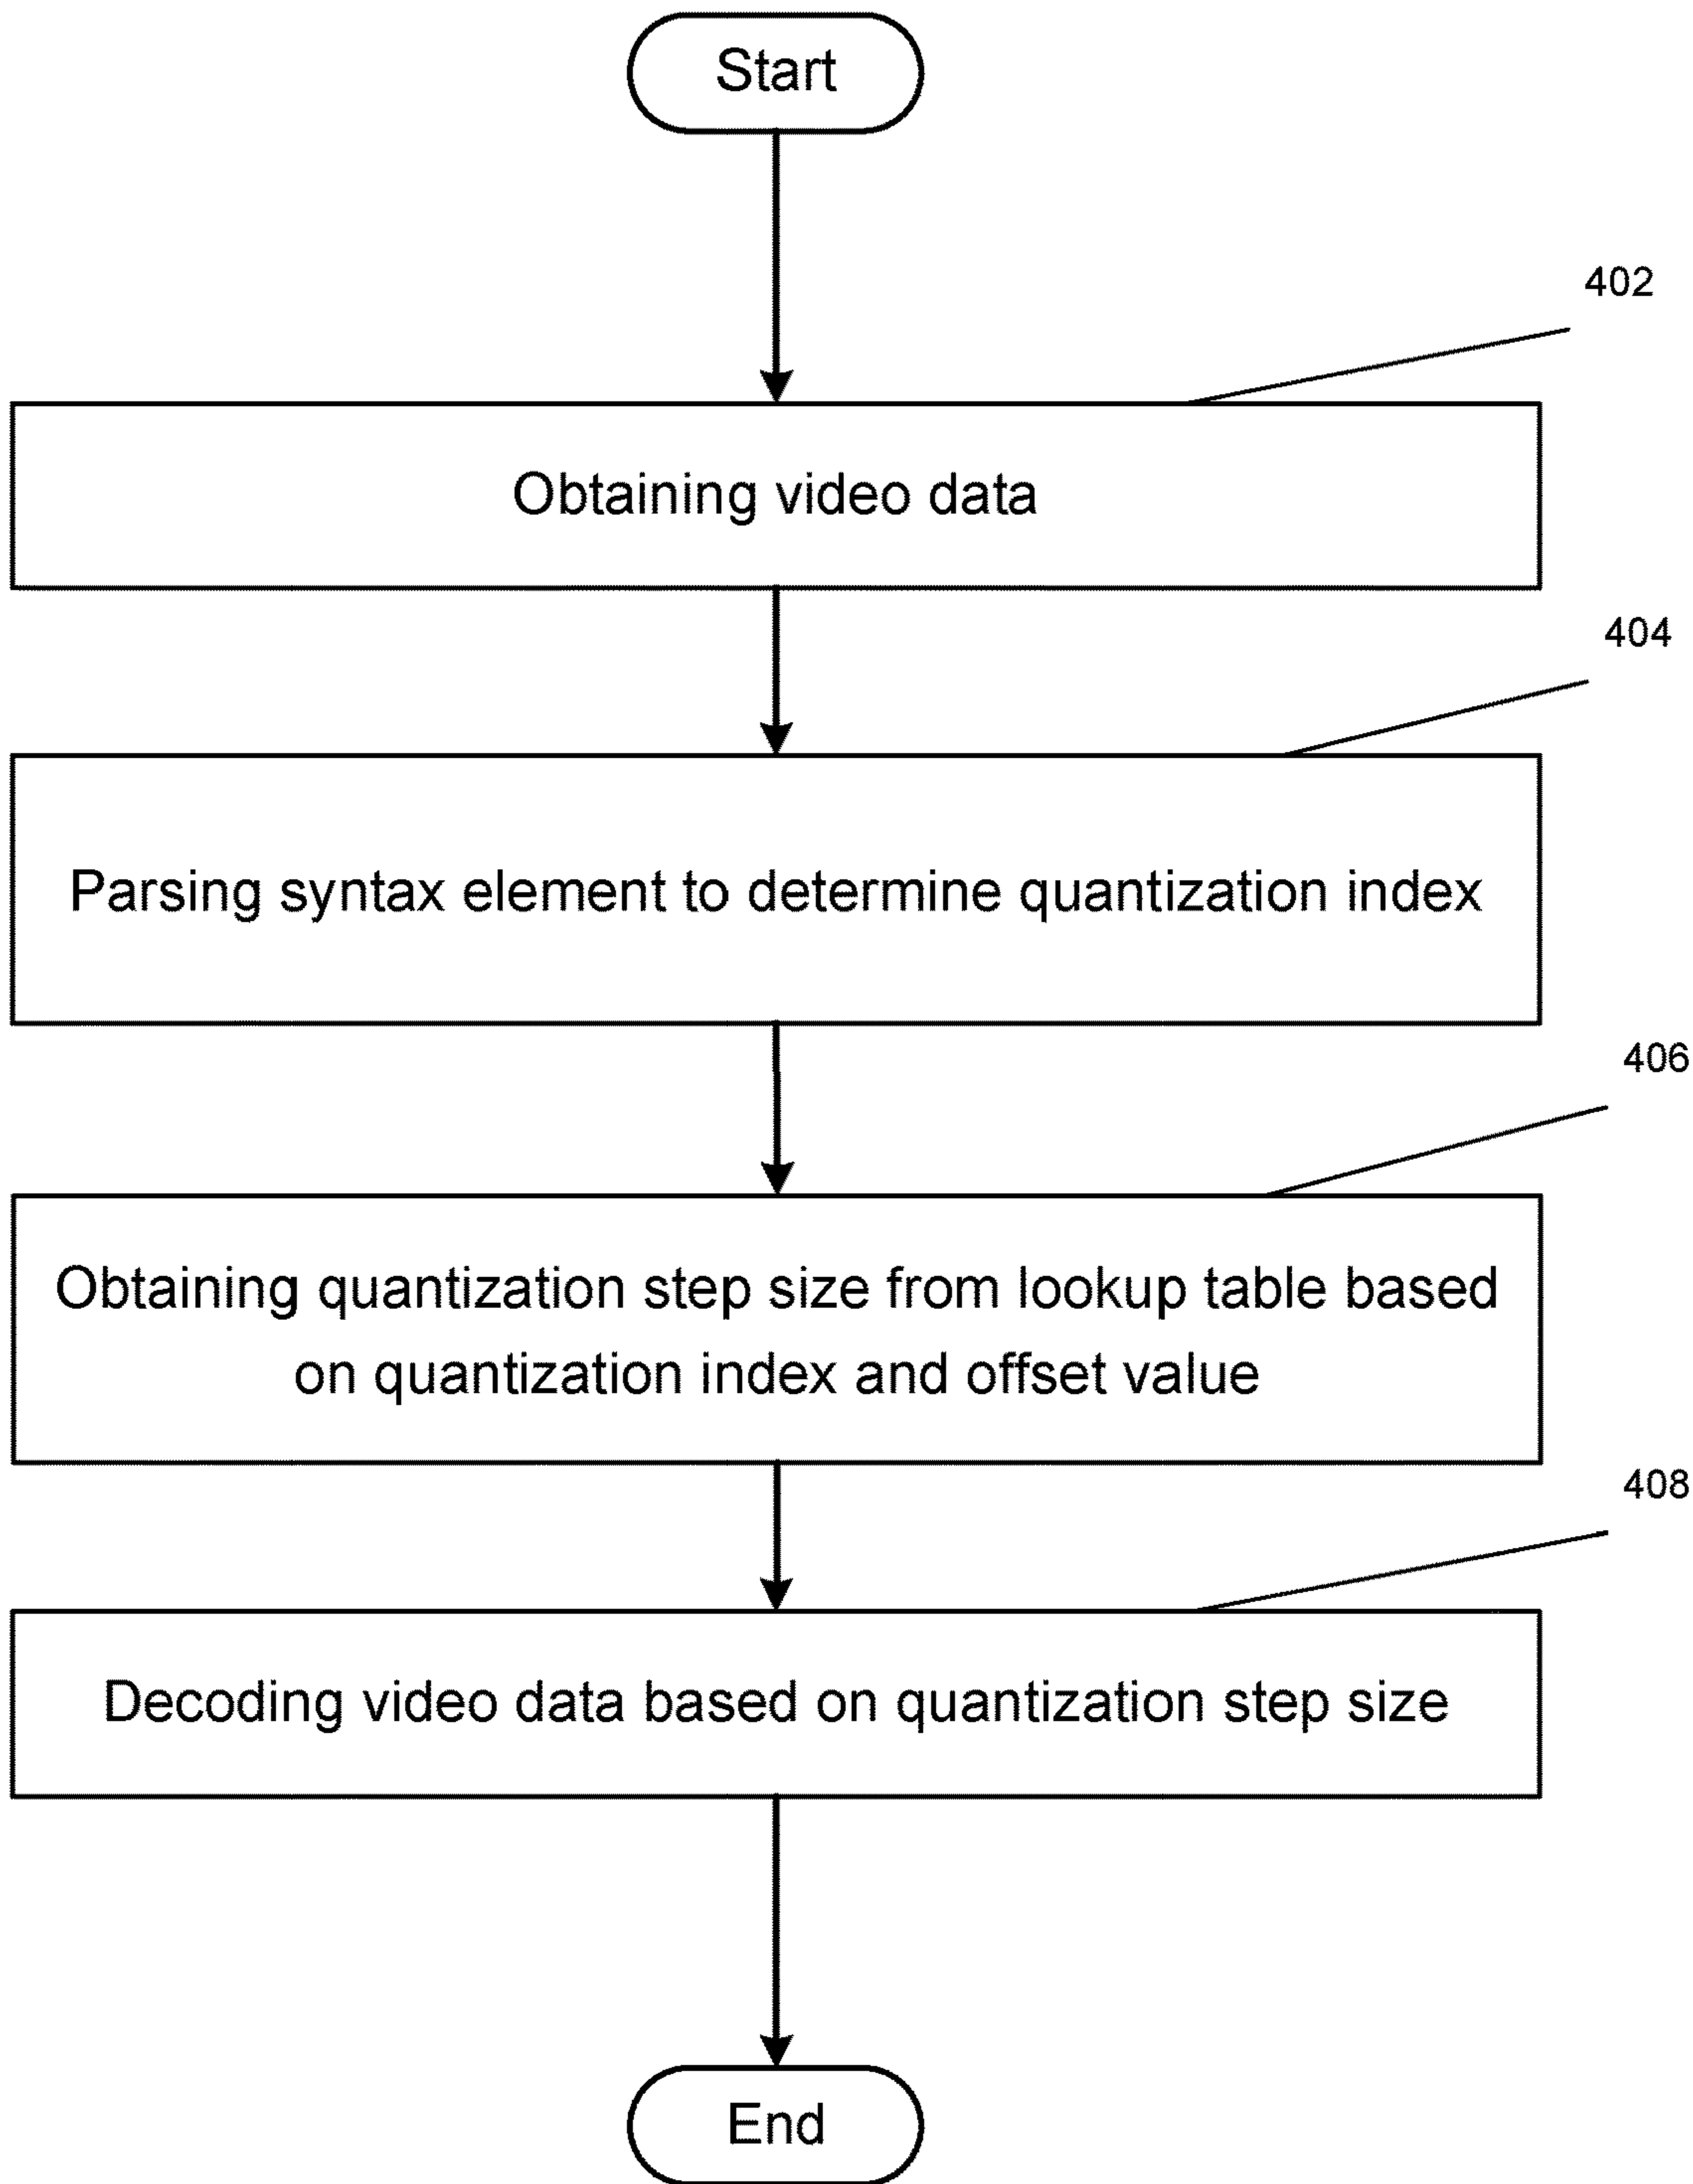 Start
402
Obtaining video data
404
Parsing syntax element to determine quantization index
406
Obtaining quantization step size from lookup table based
on quantization index and offset value
408
Decoding video data based on quantization step size
End